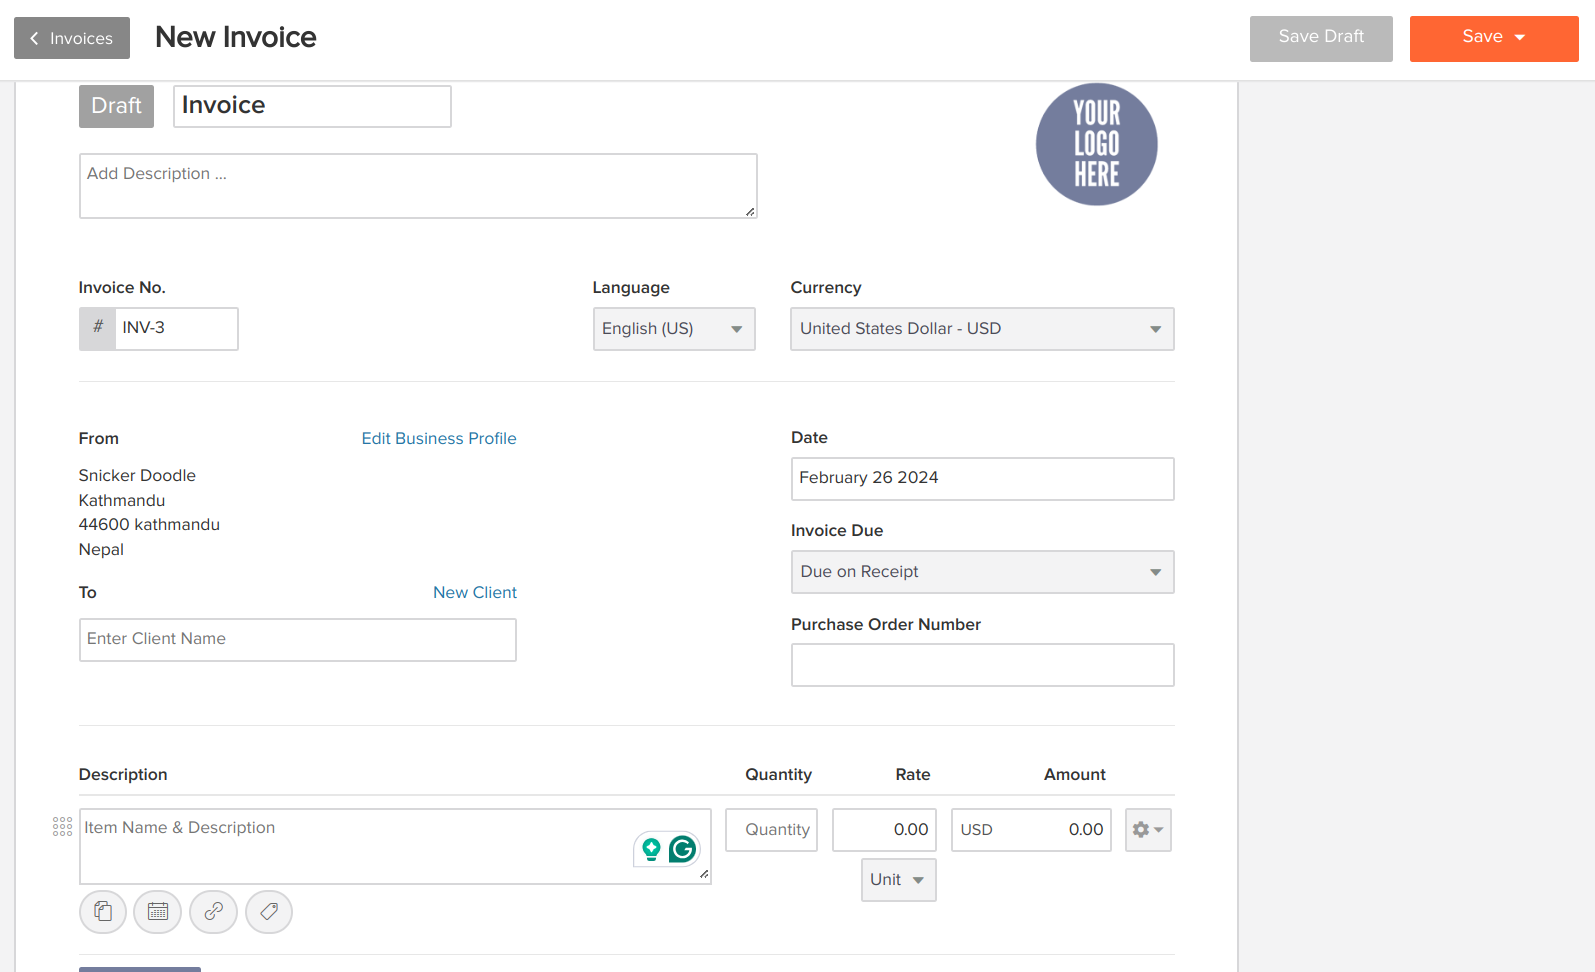 Invoices
New Invoice
Save Draft
Save
Draft
Invoice
YOUR
LOGO
HERE
Add Description ...
Invoice No.
Language
Currency
# INV-3
English (US)
United States Dollar - USD
From
Edit Business Profile
Snicker Doodle
Kathmandu
44600 kathmandu
Nepal
Date
February 26 2024
Invoice Due
Due on Receipt
To
New Client
Enter Client Name
Purchase Order Number
Description
Quantity
Rate
Amount
Item Name & Description
Quantity
0.00
USD
0.00
Unit